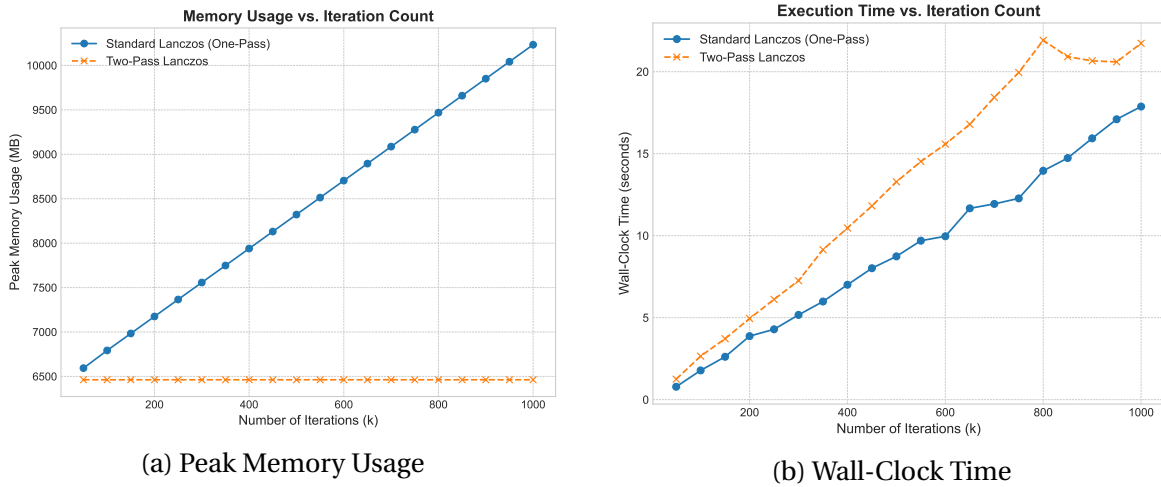 Memory Usage vs. Iteration Count
Standard Lanczos (One-Pass)
Two-Pass Lanczos
Peak Memory Usage (MB)
10000
9500
9000
8500
8000
7500
7000
6500
200 400 600 800 1000
Number of Iterations (k)
(a) Peak Memory Usage
Execution Time vs. Iteration Count
Standard Lanczos (One-Pass)
Two-Pass Lanczos
Wall-Clock Time (seconds)
20
15
10
5
0
200 400 600 800 1000
Number of Iterations (k)
(b) Wall-Clock Time